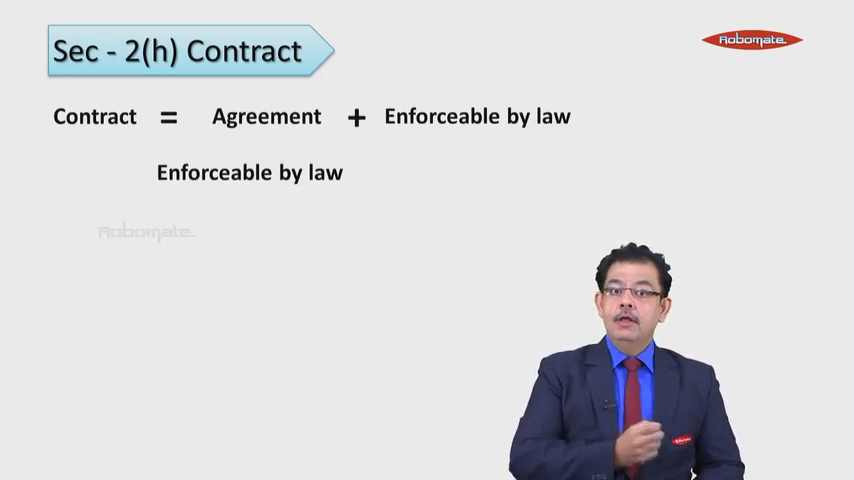 Sec - 2(h) Contract
Robomate
Contract = Agreement + Enforceable by law
Enforceable by law
Robomate